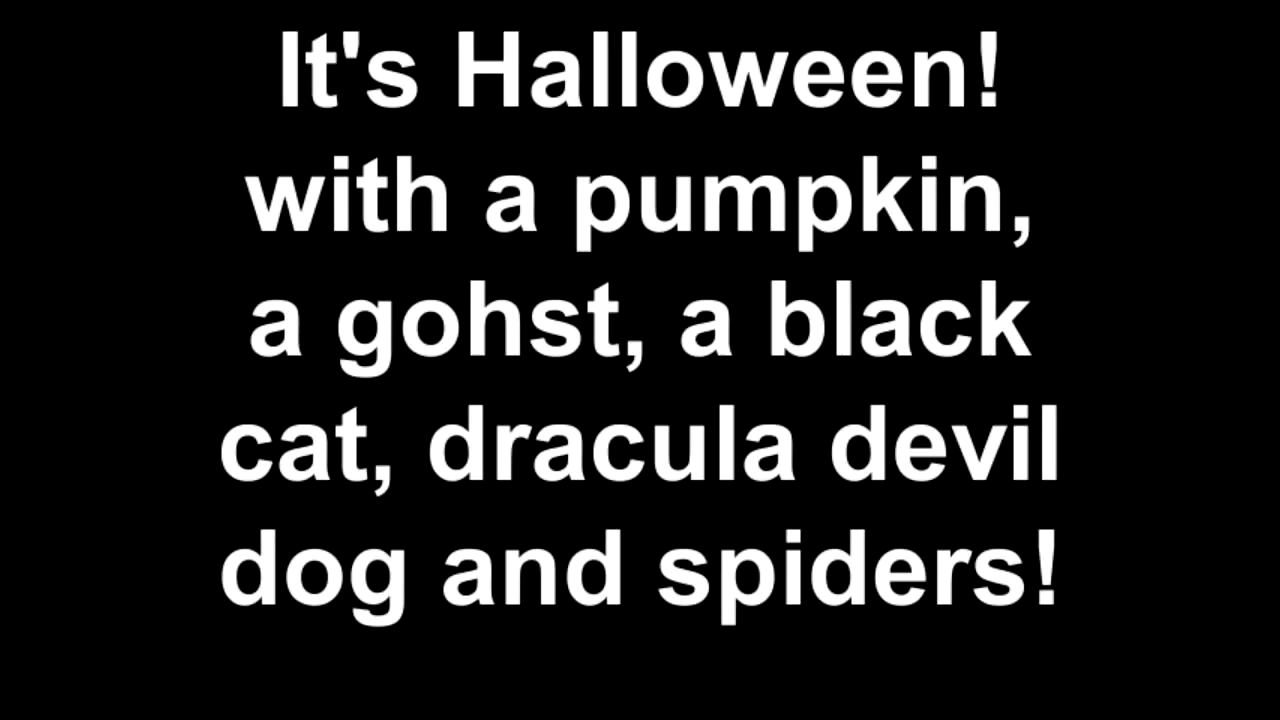 It's Halloween!
with a pumpkin,
a gohst, a black
cat, dracula devil
dog and spiders!